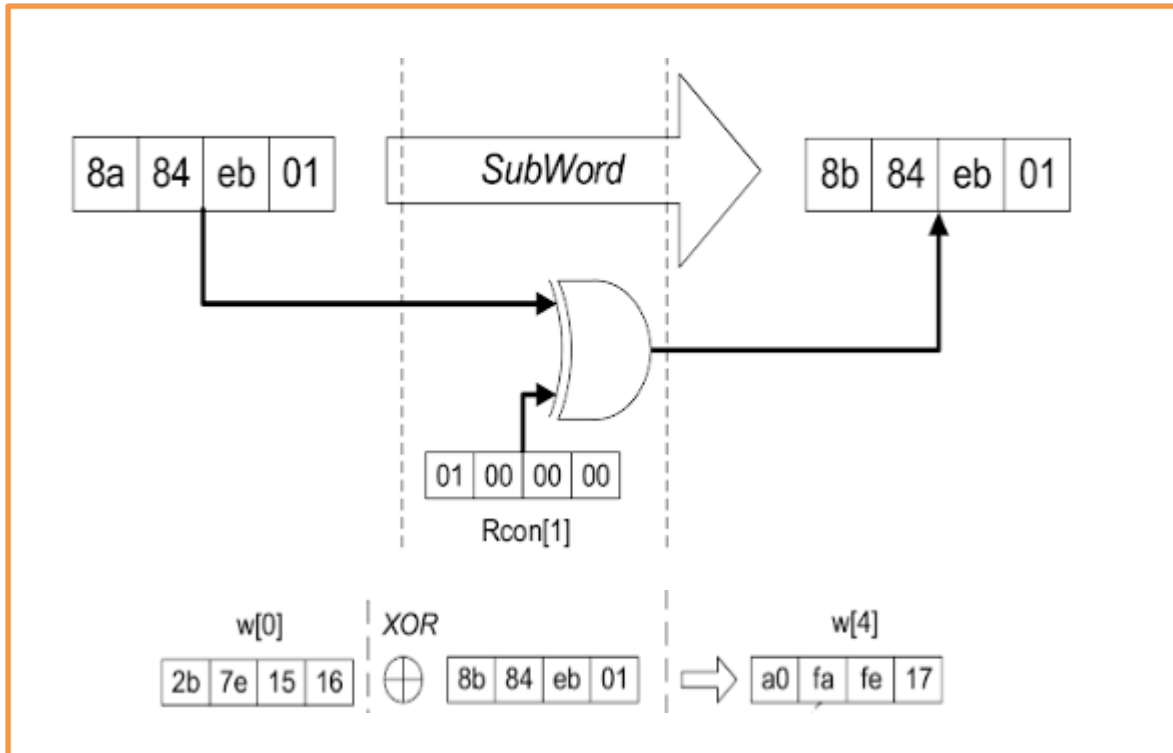 8a 84 eb 01 SubWord 8b 84 eb 01
01 00 00 00
Rcon[1]
w[0] XOR w[4]
2b 7e 15 16 8b 84 eb 01 a0 fa fe 17